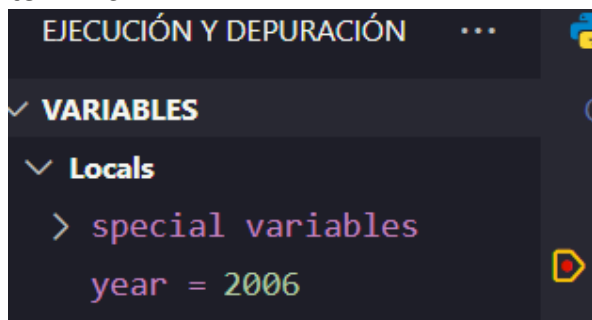 EJECUCIÓN Y DEPURACIÓN ...
VARIABLES
Locals
special variables
year = 2006